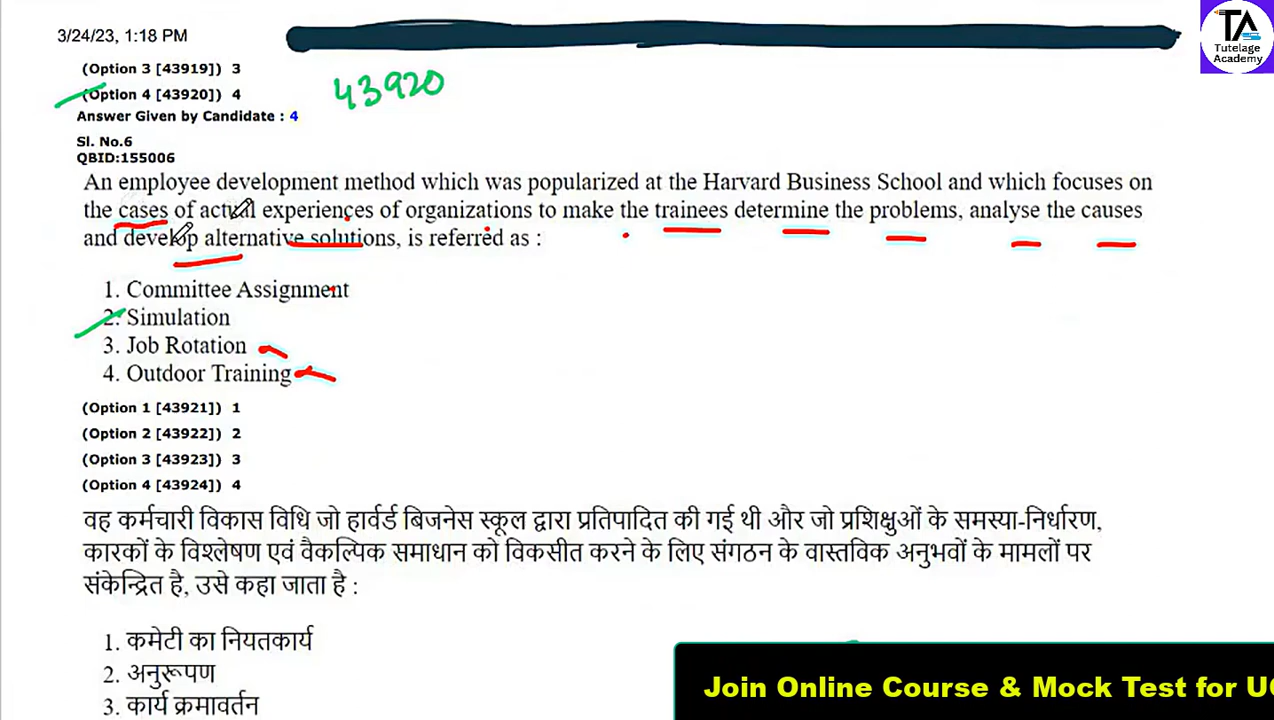 3/24/23, 1:18 PM
TA
Tutelage
Academy
(Option 3 [43919]) 3
(Option 4 [43920]) 4
43920
Answer Given by Candidate : 4
Sl. No.6
QBID:155006
An employee development method which was popularized at the Harvard Business School and which focuses on
the cases of actual experiences of organizations to make the trainees determine the problems, analyse the causes
and develop alternative solutions, is referred as :
1. Committee Assignment
2. Simulation
3. Job Rotation
4. Outdoor Training
(Option 1 [43921]) 1
(Option 2 [43922]) 2
(Option 3 [43923]) 3
(Option 4 [43924]) 4
वह कर्मचारी विकास विधि जो हार्वर्ड बिजनेस स्कूल द्वारा प्रतिपादित की गई थी और जो प्रशिक्षुओं के समस्या-निर्धारण,
कारकों के विश्लेषण एवं वैकल्पिक समाधान को विकसीत करने के लिए संगठन के वास्तविक अनुभवों के मामलों पर
संकेन्द्रित है, उसे कहा जाता है :
1. कमेटी का नियतकार्य
2. अनुरूपण
3. कार्य क्रमावर्तन
Join Online Course & Mock Test for U